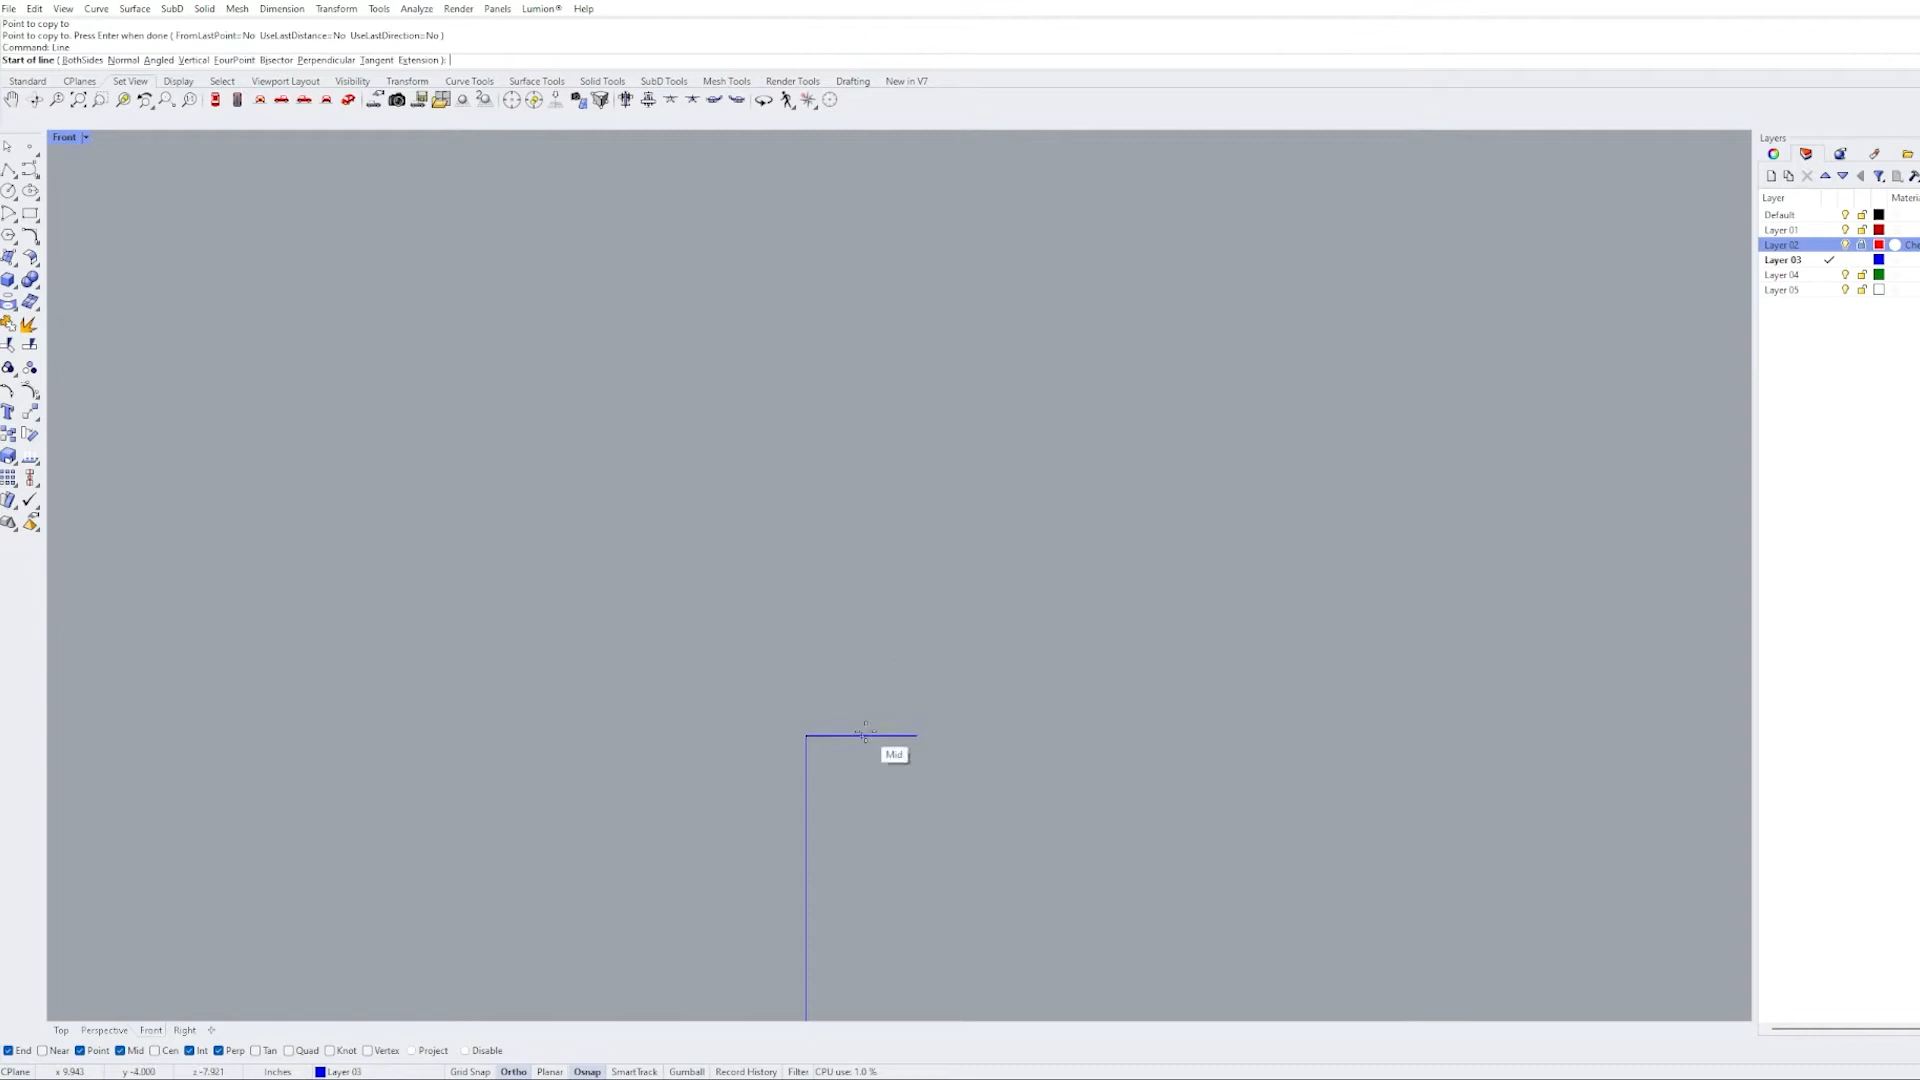 File Edit View Curve Surface SubD Solid Mesh Dimension Transform Tools Analyze Render Panels Lumion® Help
Point to copy to
Point to copy to. Press Enter when done ( FromLastPoint=No UseLastDistance=No UseLastDirection=No )
Command: Line
Start of line ( BothSides Normal Angled Vertical FourPoint Bisector Perpendicular Tangent Extension ):
Standard CPlanes Set View Display Select Viewport Layout Visibility Transform Curve Tools Surface Tools Solid Tools SubD Tools Mesh Tools Render Tools Drafting New in V7
Front
Layers
Layer Materia
Default
Layer 01
Layer 02 Che
Layer 03
Layer 04
Layer 05
Mid
Top Perspective Front Right
End Near Point Mid Cen Int Perp Tan Quad Knot Vertex Project Disable
CPlane x 9.943 y -4.000 z -7.921 Inches Layer 03 Grid Snap Ortho Planar Osnap SmartTrack Gumball Record History Filter CPU use: 1.0 %